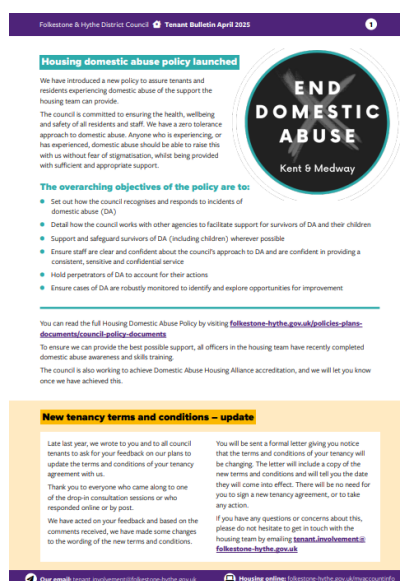 Folkestone & Hythe District Council Tenant Bulletin April 2025 1
Housing domestic abuse policy launched
We have introduced a new policy to assure tenants and
residents experiencing domestic abuse of the support the
housing team can provide.
The council is committed to ensuring the health, wellbeing
and safety of all residents and staff. We have a zero tolerance
approach to domestic abuse. Anyone who is experiencing, or
has experienced, domestic abuse should be able to raise this
with us without fear of stigmatisation, whilst being provided
with sufficient and appropriate support.
END
DOMESTIC
ABUSE
Kent & Medway
The overarching objectives of the policy are to:
Set out how the council recognises and responds to incidents of
domestic abuse (DA)
Detail how the council works with other agencies to facilitate support for survivors of DA and their children
Support and safeguard survivors of DA (including children) wherever possible
Ensure staff are clear and confident about the council's approach to DA and are confident in providing a
consistent, sensitive and confidential service
Hold perpetrators of DA to account for their actions
Ensure cases of DA are robustly monitored to identify and explore opportunities for improvement
You can read the full Housing Domestic Abuse Policy by visiting folkestone-hythe.gov.uk/policies-plans-
documents/council-policy-documents
To ensure we can provide the best possible support, all officers in the housing team have recently completed
domestic abuse awareness and skills training.
The council is also working to achieve Domestic Abuse Housing Alliance accreditation, and we will let you know
once we have achieved this.
New tenancy terms and conditions – update
Late last year, we wrote to you and to all council
tenants to ask for your feedback on our plans to
update the terms and conditions of your tenancy
agreement with us.
Thank you to everyone who came along to one
of the drop-in consultation sessions or who
responded online or by post.
We have acted on your feedback and based on the
comments received, we have made some changes
to the wording of the new terms and conditions.
You will be sent a formal letter giving you notice
that the terms and conditions of your tenancy will
be changing. The letter will include a copy of the
new terms and conditions and will tell you the date
they will come into effect. There will be no need for
you to sign a new tenancy agreement, or to take
any action.
If you have any questions or concerns about this,
please do not hesitate to get in touch with the
housing team by emailing tenant.involvement@
folkestone-hythe.gov.uk
Our email: tenant.involvement@folkestone-hythe.gov.uk
Housing online: folkestone-hythe.gov.uk/myaccountinfo